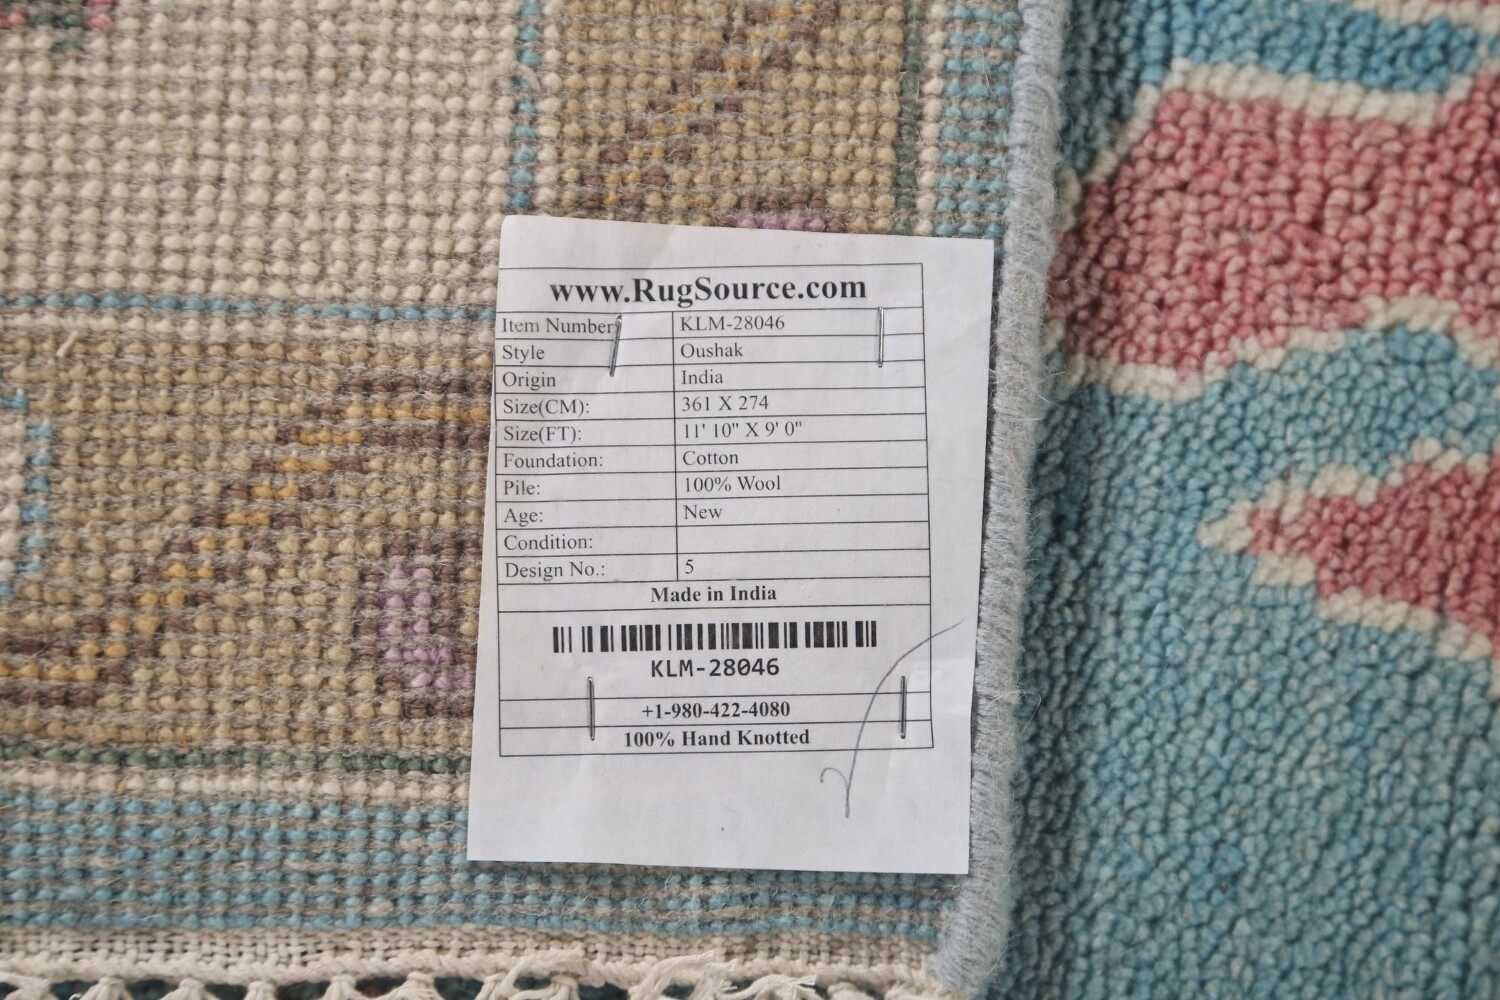 www.RugSource.com
Item Number: KLM-28046
Style Oushak
Origin India
Size(CM): 361 X 274
Size(FT): 11' 10" X 9' 0"
Foundation: Cotton
Pile: 100% Wool
Age: New
Condition:
Design No.: 5
Made in India
KLM-28046
+1-980-422-4080
100% Hand Knotted